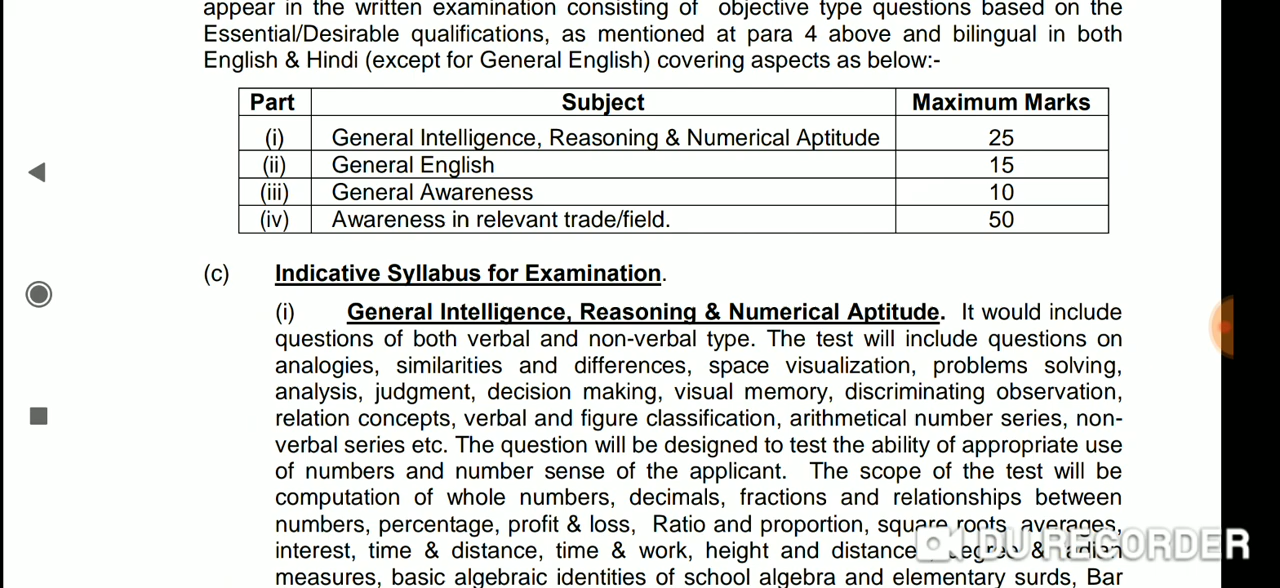 appear in the written examination consisting of objective type questions based on the
Essential/Desirable qualifications, as mentioned at para 4 above and bilingual in both
English & Hindi (except for General English) covering aspects as below:-
Part Subject Maximum Marks
(i) General Intelligence, Reasoning & Numerical Aptitude 25
(ii) General English 15
(iii) General Awareness 10
(iv) Awareness in relevant trade/field. 50
(c) Indicative Syllabus for Examination.
(i) General Intelligence, Reasoning & Numerical Aptitude. It would include
questions of both verbal and non-verbal type. The test will include questions on
analogies, similarities and differences, space visualization, problems solving,
analysis, judgment, decision making, visual memory, discriminating observation,
relation concepts, verbal and figure classification, arithmetical number series, non-
verbal series etc. The question will be designed to test the ability of appropriate use
of numbers and number sense of the applicant. The scope of the test will be
computation of whole numbers, decimals, fractions and relationships between
numbers, percentage, profit & loss, Ratio and proportion, square roots, averages,
interest, time & distance, time & work, height and distance &
measures, basic algebraic identities of school algebra and elementary surds, Bar
DU RECORDER